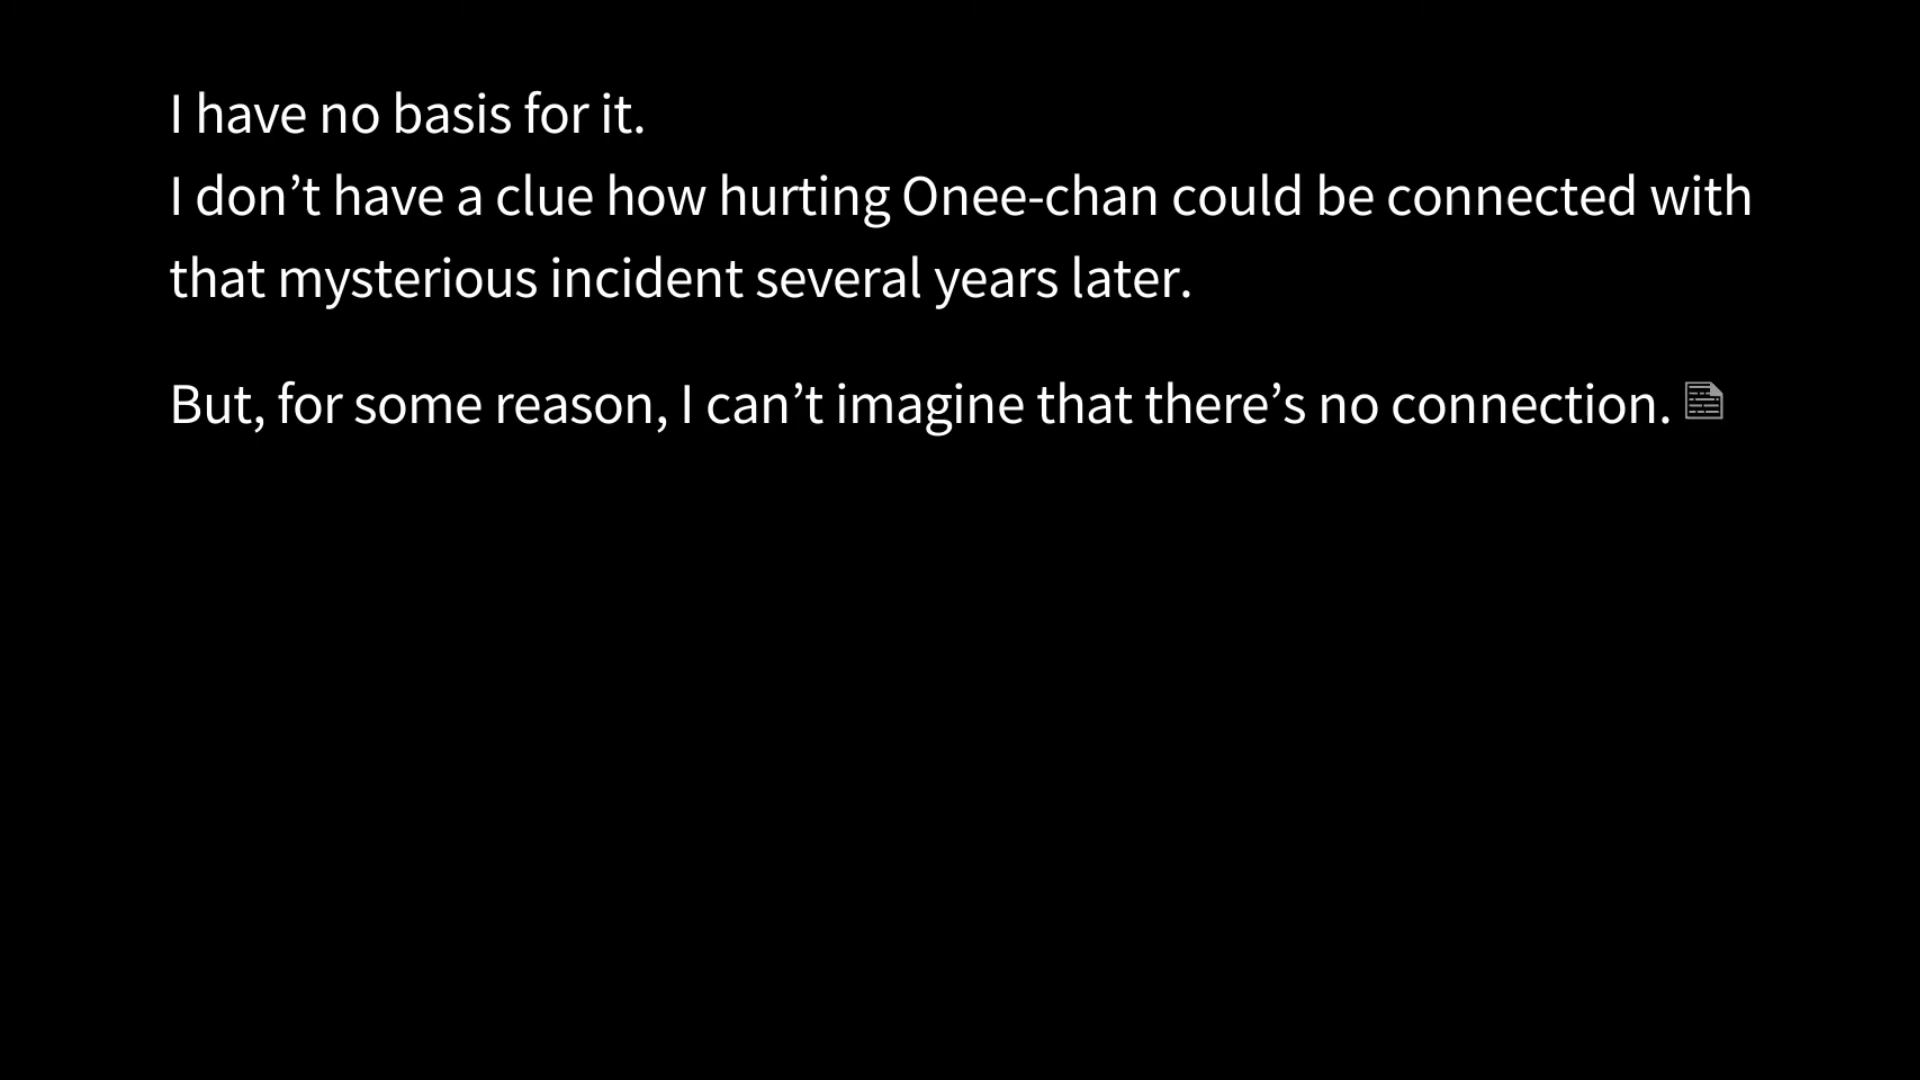 I have no basis for it.
I don’t have a clue how hurting Onee-chan could be connected with
that mysterious incident several years later.
But, for some reason, I can’t imagine that there’s no connection.